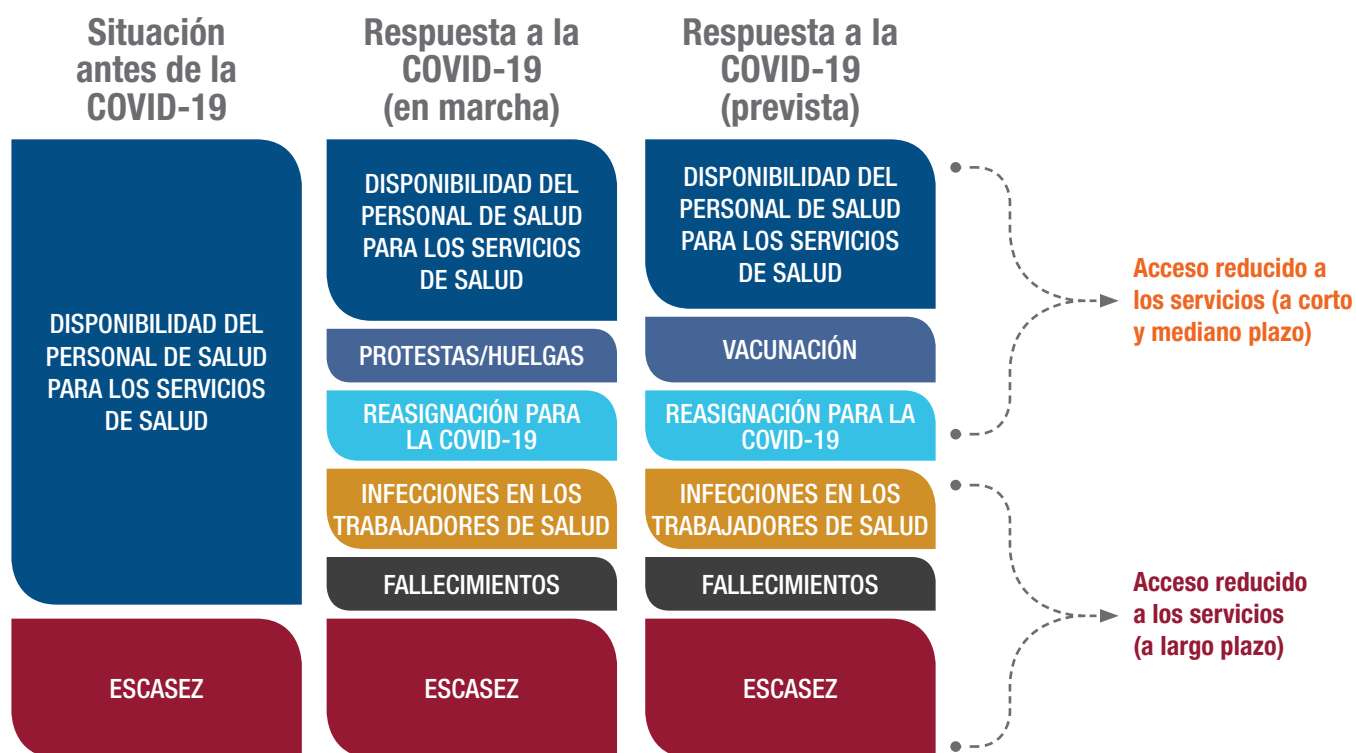 Situación
antes de la
COVID-19
Respuesta a la
COVID-19
(en marcha)
Respuesta a la
COVID-19
(prevista)
DISPONIBILIDAD DEL
PERSONAL DE SALUD
PARA LOS SERVICIOS
DE SALUD
ESCASEZ
DISPONIBILIDAD DEL
PERSONAL DE SALUD
PARA LOS SERVICIOS
DE SALUD
PROTESTAS/HUELGAS
REASIGNACIÓN PARA
LA COVID-19
INFECCIONES EN LOS
TRABAJADORES DE SALUD
FALLECIMIENTOS
ESCASEZ
DISPONIBILIDAD DEL
PERSONAL DE SALUD
PARA LOS SERVICIOS
DE SALUD
VACUNACIÓN
REASIGNACIÓN PARA LA
COVID-19
INFECCIONES EN LOS
TRABAJADORES DE SALUD
FALLECIMIENTOS
ESCASEZ
Acceso reducido a
los servicios (a corto
y mediano plazo)
Acceso reducido
a los servicios
(a largo plazo)